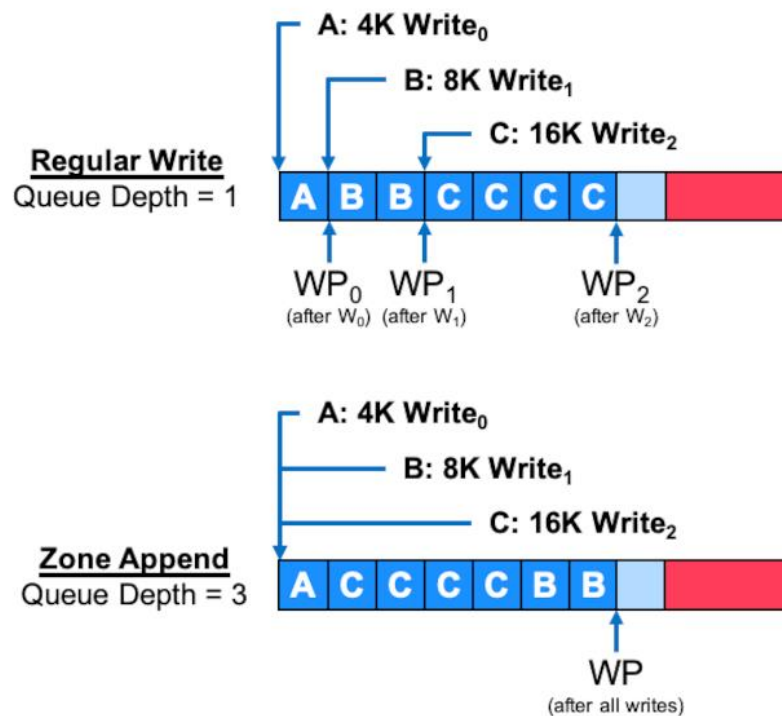 A: 4K Write₀
B: 8K Write₁
C: 16K Write₂
Regular Write
Queue Depth = 1
A B B C C C C
WP₀ WP₁ WP₂
(after W₀) (after W₁) (after W₂)
A: 4K Write₀
B: 8K Write₁
C: 16K Write₂
Zone Append
Queue Depth = 3
A C C C C B B
WP
(after all writes)